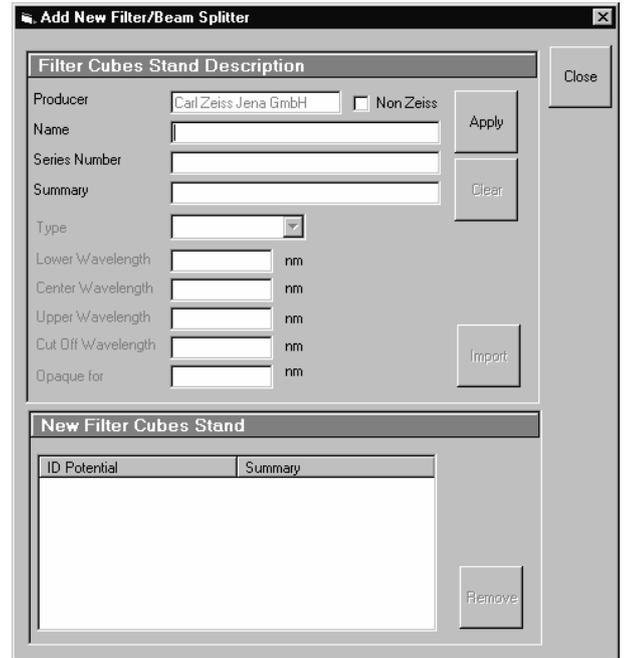 Add New Filter/Beam Splitter
Filter Cubes Stand Description
Close
Producer Carl Zeiss Jena GmbH Non Zeiss
Apply
Name
Series Number
Summary
Clear
Type
Lower Wavelength nm
Center Wavelength nm
Upper Wavelength nm
Cut Off Wavelength nm
Import
Opaque for nm
New Filter Cubes Stand
ID Potential Summary
Remove